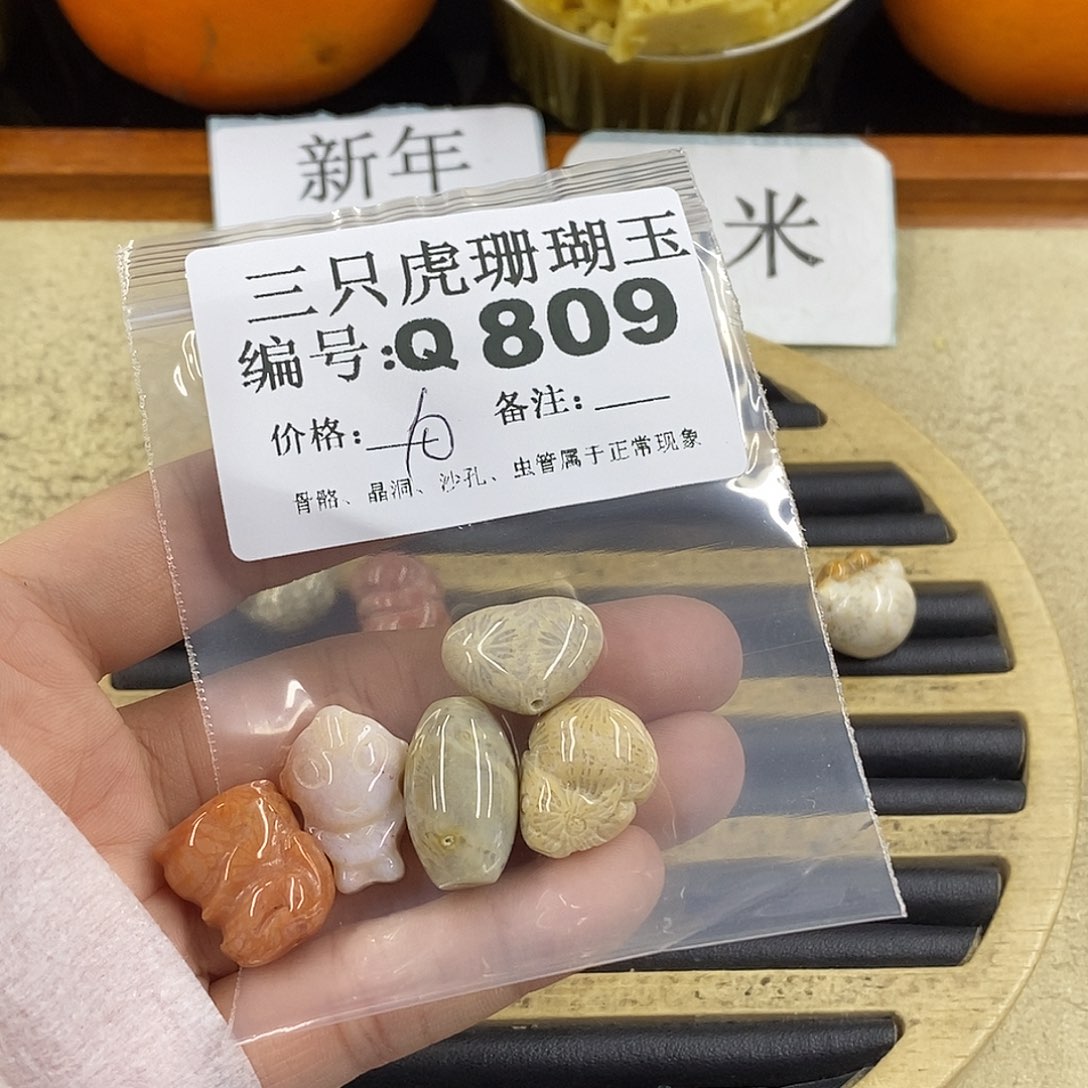 新年
米
三只虎珊瑚玉
编号:Q 809
价格:
备注:
骨骼、晶洞、沙孔、虫管属于正常现象